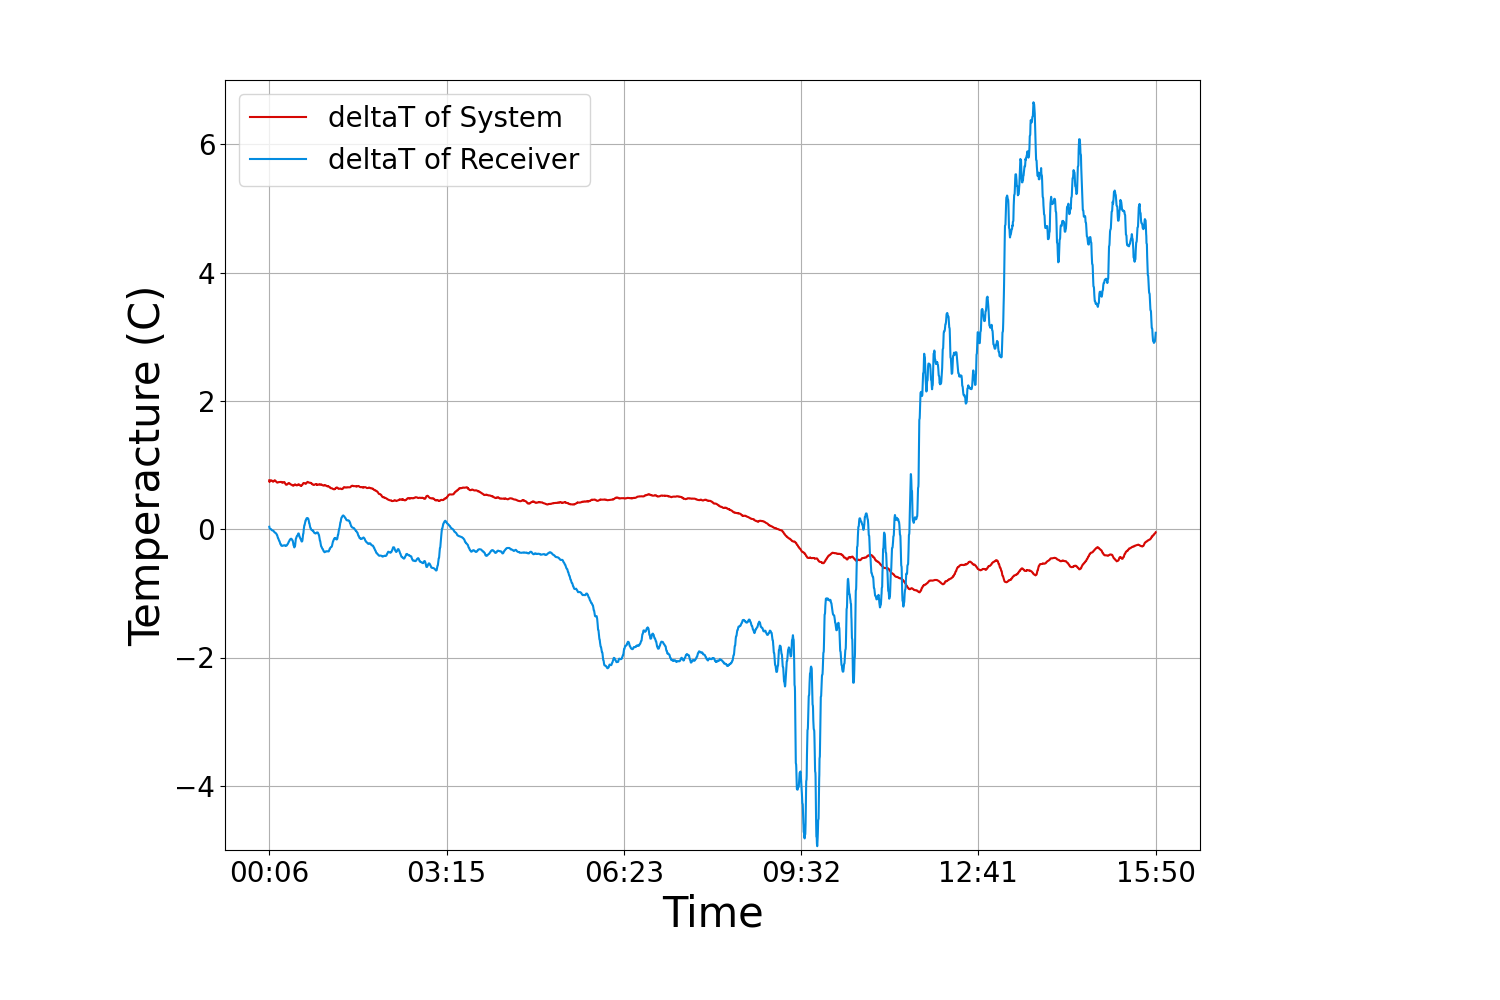 deltaT of System
deltaT of Receiver
6
4
2
0
−2
−4
Temperacture (C)
00:06 03:15 06:23 09:32 12:41 15:50
Time